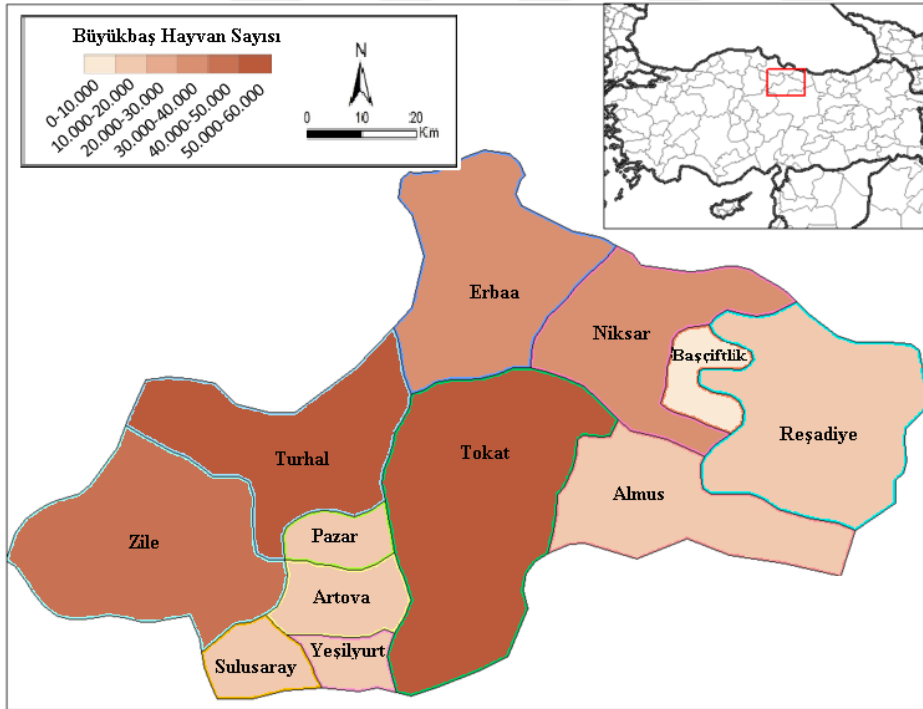 Büyükbaş Hayvan Sayısı
0-10.000
10.000-20.000
20.000-30.000
30.000-40.000
40.000-50.000
50.000-60.000
N
0 10 20
Km
Erbaa
Niksar
Başçiftlik
Reşadiye
Tokat
Turhal
Almus
Zile
Pazar
Artova
Yeşilyurt
Sulusaray